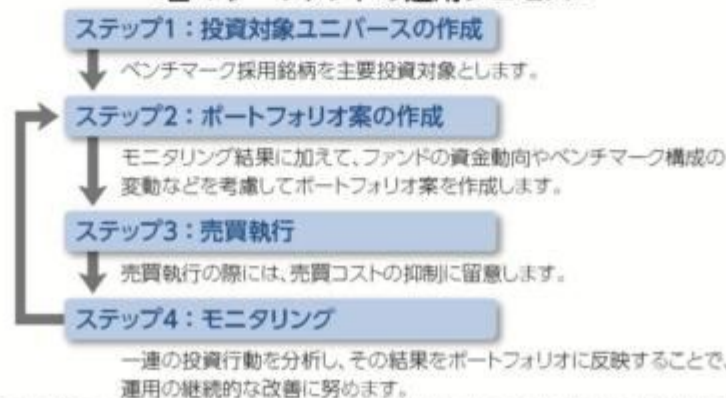 ステップ1：投資対象ユニバースの作成
ベンチマーク採用銘柄を主要投資対象とします。
ステップ2：ポートフォリオ案の作成
モニタリング結果に加えて、ファンドの資金動向やベンチマーク構成の
変動などを考慮してポートフォリオ案を作成します。
ステップ3：売買執行
売買執行の際には、売買コストの抑制に留意します。
ステップ4：モニタリング
一連の投資行動を分析し、その結果をポートフォリオに反映することで、
運用の継続的な改善に努めます。